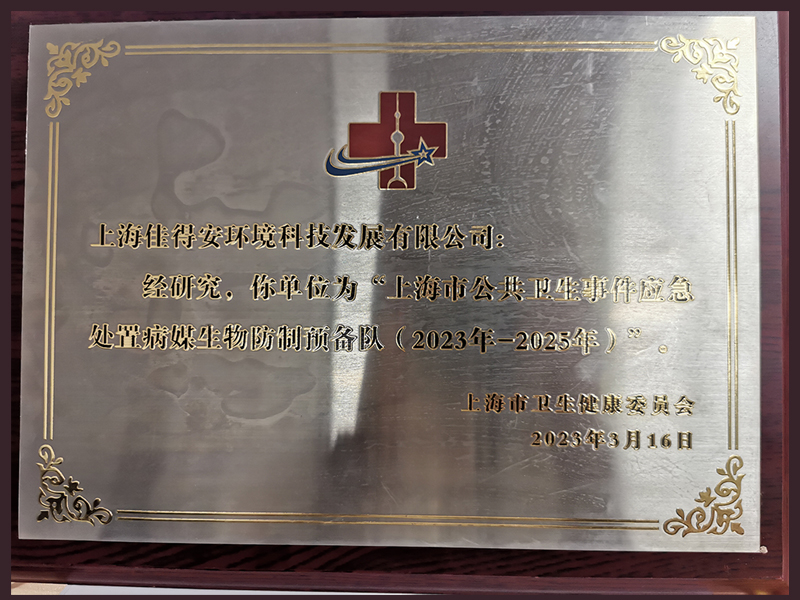 上海佳得安环境科技发展有限公司：
经研究，你单位为“上海市公共卫生事件应急
处置病媒生物防制预备队（2023年-2025年）”。
上海市卫生健康委员会
2023年3月16日